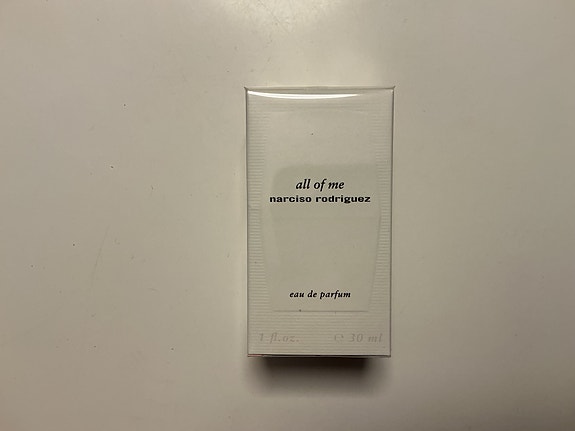 all of me
narciso rodriguez
eau de parfum
1 fl.oz. ℮ 30 ml